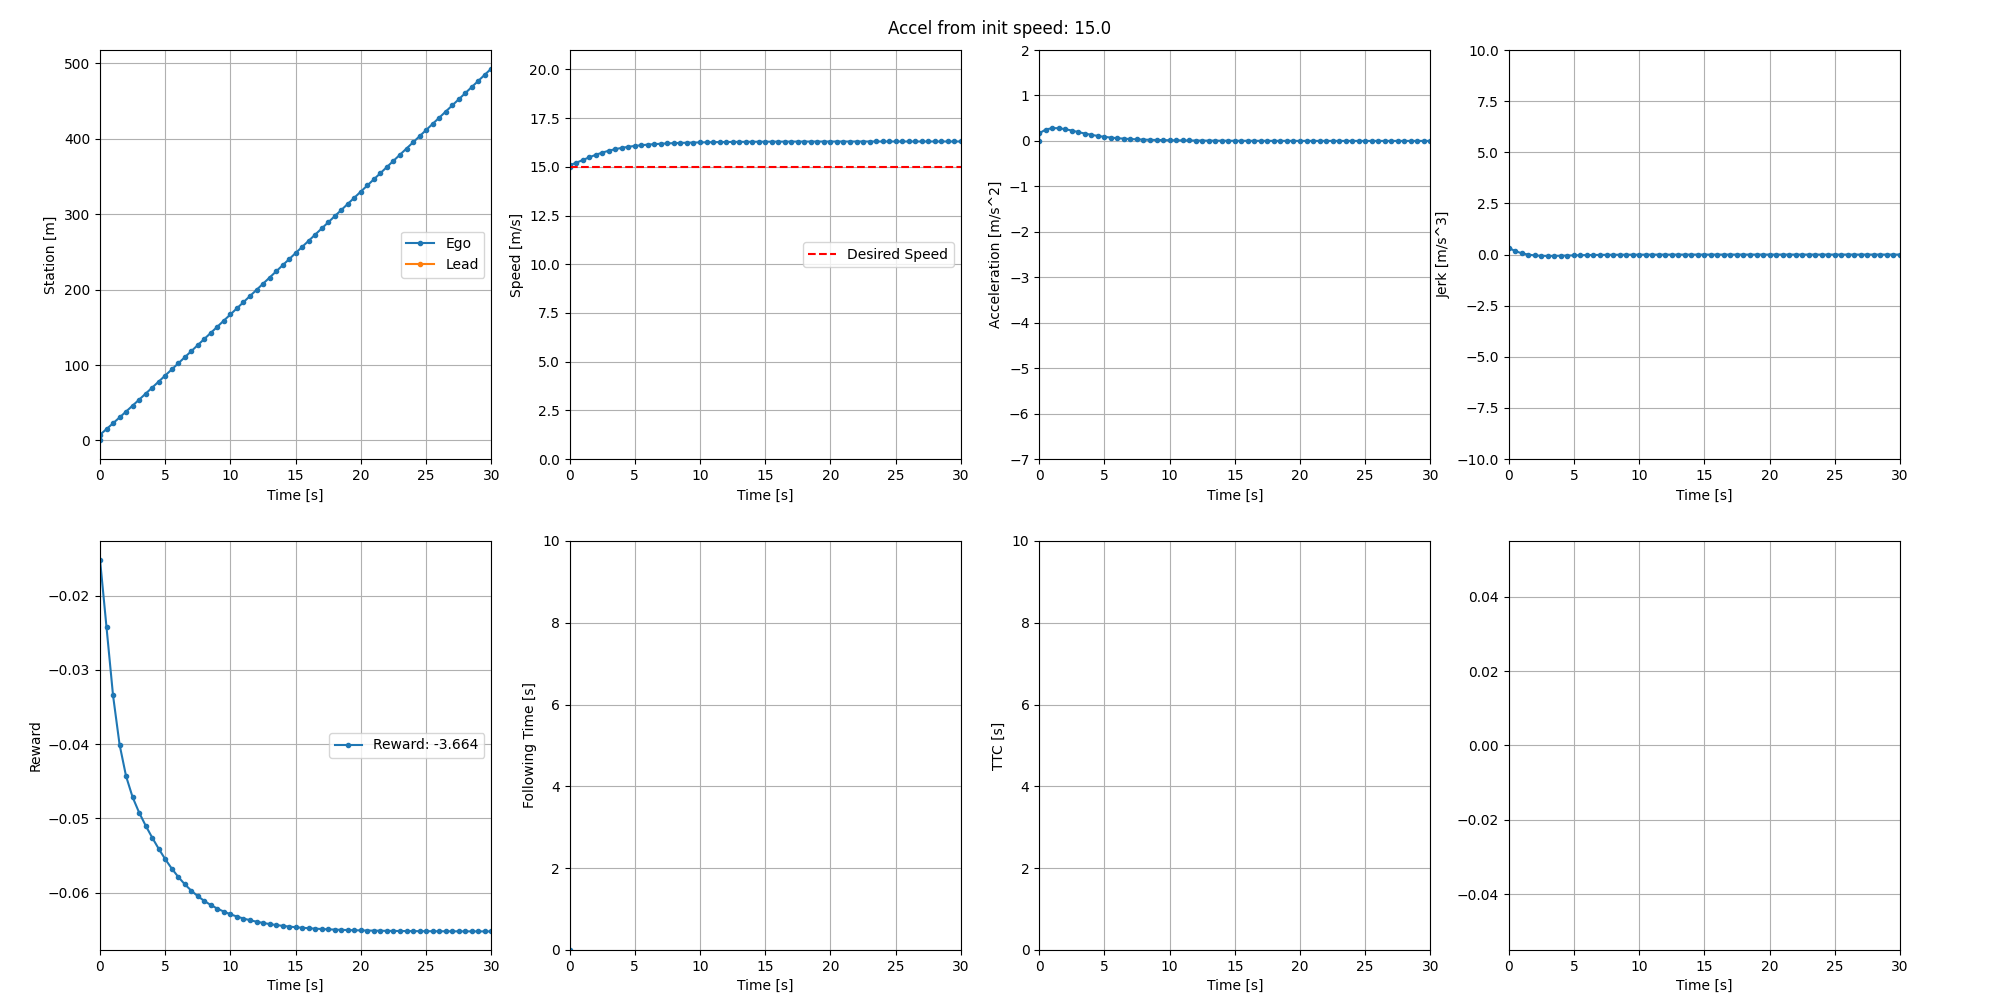 Accel from init speed: 15.0
Station [m]
500
400
300
200
100
0
Ego
Lead
0 5 10 15 20 25 30
Time [s]
Speed [m/s]
20.0
17.5
15.0
12.5
10.0
7.5
5.0
2.5
0.0
Desired Speed
0 5 10 15 20 25 30
Time [s]
Acceleration [m/s^2]
2
1
0
−1
−2
−3
−4
−5
−6
−7
0 5 10 15 20 25 30
Time [s]
Jerk [m/s^3]
10.0
7.5
5.0
2.5
0.0
−2.5
−5.0
−7.5
−10.0
0 5 10 15 20 25 30
Time [s]
Reward
−0.02
−0.03
−0.04
−0.05
−0.06
Reward: -3.664
0 5 10 15 20 25 30
Time [s]
Following Time [s]
10
8
6
4
2
0
0 5 10 15 20 25 30
Time [s]
TTC [s]
10
8
6
4
2
0
0 5 10 15 20 25 30
Time [s]
0.04
0.02
0.00
−0.02
−0.04
0 5 10 15 20 25 30
Time [s]